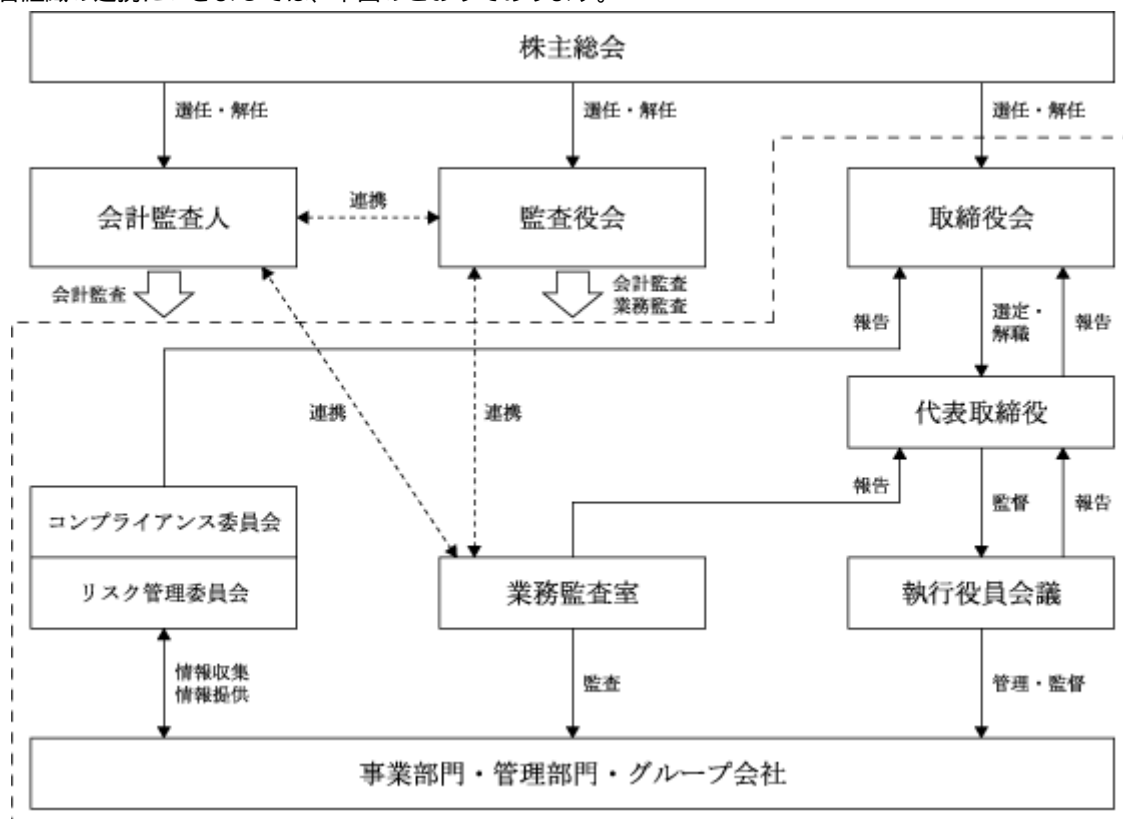 株主総会
選任・解任
選任・解任
選任・解任
会計監査人
連携
監査役会
取締役会
会計監査
会計監査
業務監査
報告
選定・
解職
報告
連携
連携
代表取締役
報告
監督
報告
コンプライアンス委員会
リスク管理委員会
業務監査室
執行役員会議
情報収集
情報提供
監査
管理・監督
事業部門・管理部門・グループ会社